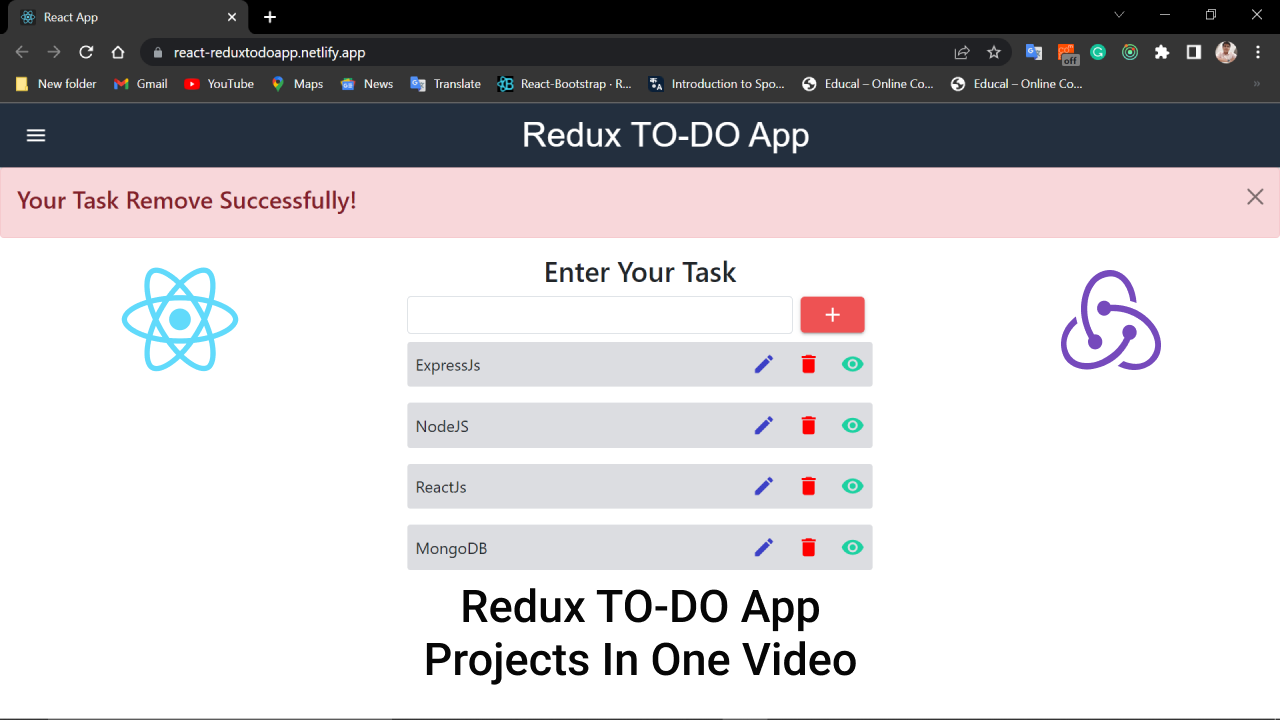 React App
react-reduxtodoapp.netlify.app
off
New folder
Gmail
YouTube
Maps
News
Translate
React-Bootstrap · R...
Introduction to Spo...
Educal – Online Co...
Educal – Online Co...
Redux TO-DO App
Your Task Remove Successfully!
Enter Your Task
ExpressJs
NodeJS
ReactJs
MongoDB
Redux TO-DO App
Projects In One Video